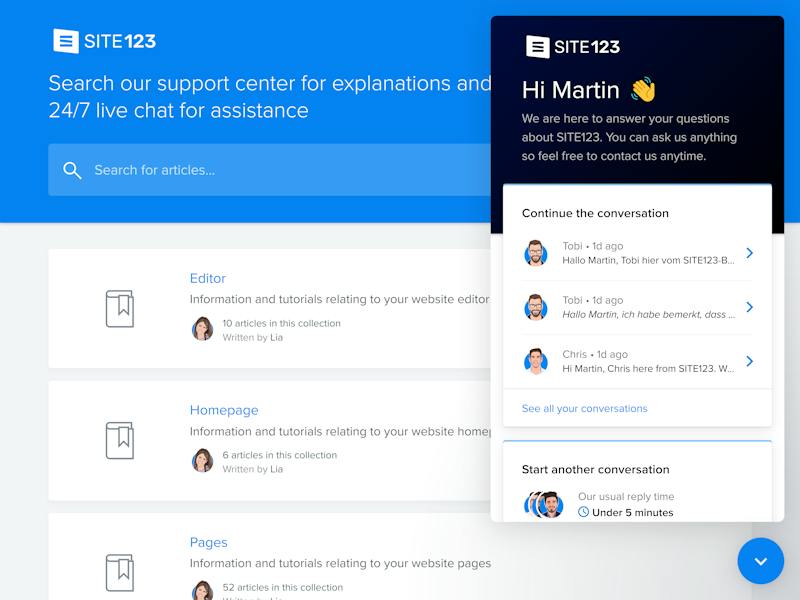 SITE123
Search our support center for explanations and
24/7 live chat for assistance
Search for articles...
Editor
Information and tutorials relating to your website editor
10 articles in this collection
Written by Lia
Homepage
Information and tutorials relating to your website
6 articles in this collection
Written by Lia
Pages
Information and tutorials relating to your website pages
52 articles in this collection
SITE123
Hi Martin 👋
We are here to answer your questions
about SITE123. You can ask us anything
so feel free to contact us anytime.
Continue the conversation
Tobi • 1d ago
Hallo Martin, Tobi hier vom SITE123-B...
Tobi • 1d ago
Hallo Martin, ich habe bemerkt, dass ...
Chris • 1d ago
Hi Martin, Chris here from SITE123. W...
See all your conversations
Start another conversation
Our usual reply time
Under 5 minutes